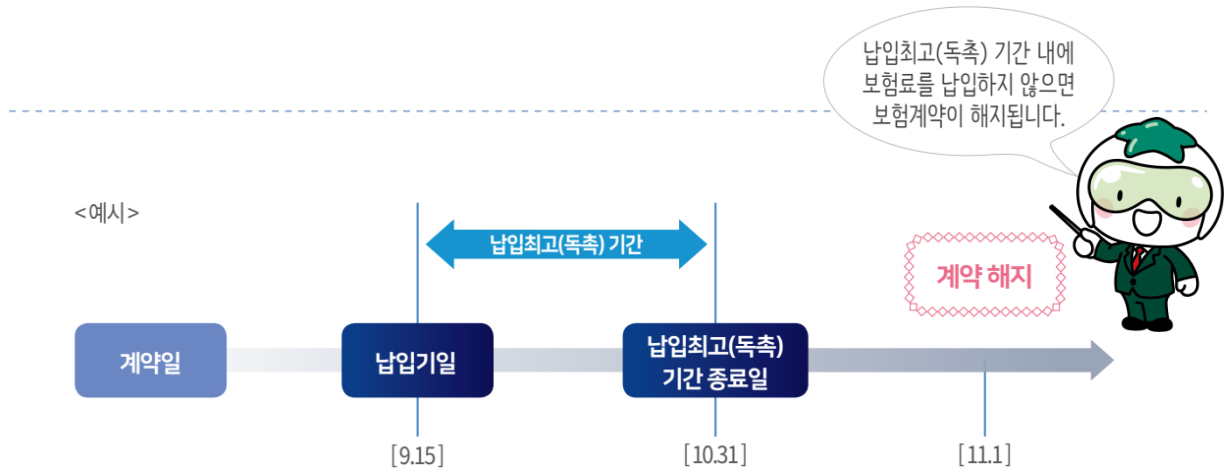 납입최고(독촉) 기간 내에
보험료를 납입하지 않으면
보험계약이 해지됩니다.
<예시>
납입최고(독촉) 기간
계약 해지
계약일
납입기일
납입최고(독촉)
기간 종료일
[9.15]
[10.31]
[11.1]